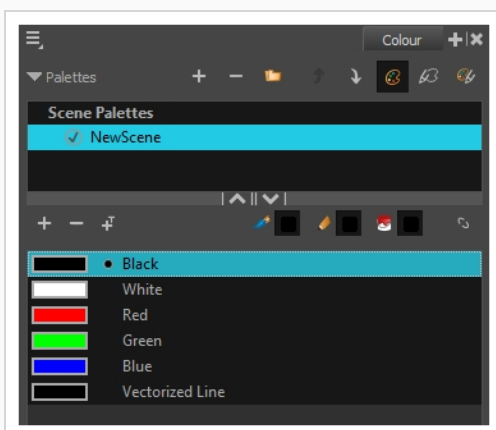 Colour
Palettes
Scene Palettes
NewScene
Black
White
Red
Green
Blue
Vectorized Line